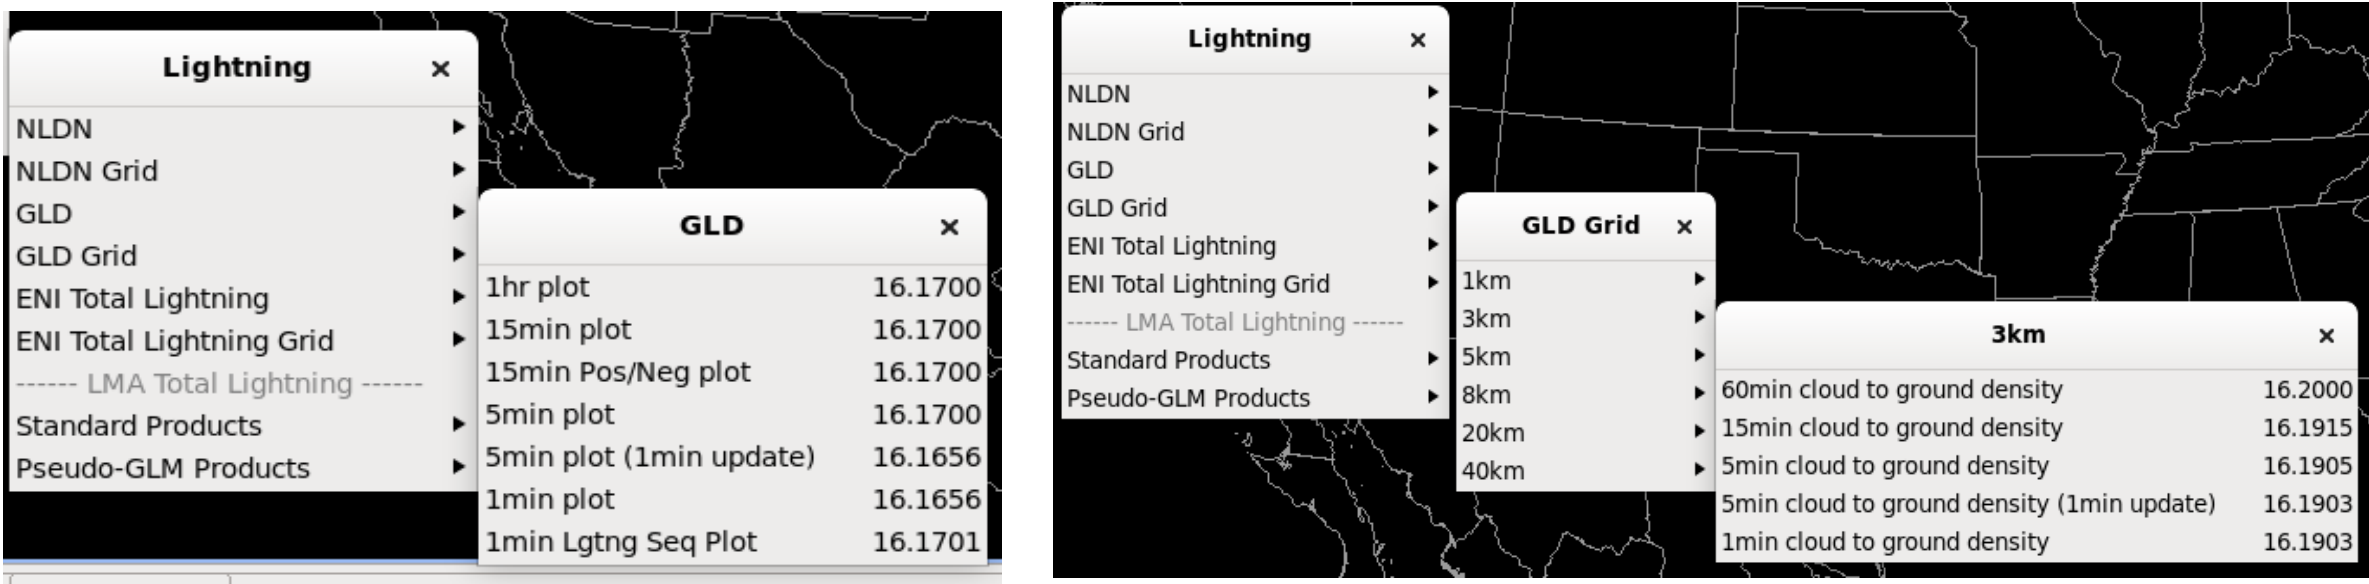 Lightning ×
NLDN
NLDN Grid
GLD
GLD Grid
ENI Total Lightning
ENI Total Lightning Grid
------ LMA Total Lightning ------
Standard Products
Pseudo-GLM Products
GLD ×
1hr plot 16.1700
15min plot 16.1700
15min Pos/Neg plot 16.1700
5min plot 16.1700
5min plot (1min update) 16.1656
1min plot 16.1656
1min Lgtng Seq Plot 16.1701
Lightning ×
NLDN
NLDN Grid
GLD
GLD Grid
ENI Total Lightning
ENI Total Lightning Grid
------ LMA Total Lightning ------
Standard Products
Pseudo-GLM Products
GLD Grid ×
1km
3km
5km
8km
20km
40km
3km ×
60min cloud to ground density 16.2000
15min cloud to ground density 16.1915
5min cloud to ground density 16.1905
5min cloud to ground density (1min update) 16.1903
1min cloud to ground density 16.1903